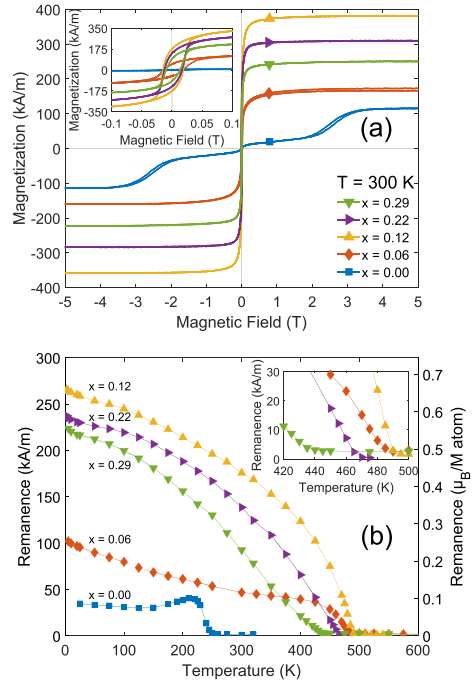 (a)
Magnetization (kA/m)
400
300
200
100
0
100
200
300
400
-5
-4
-3
-2
-1
0
1
2
3
4
5
Magnetic Field (T)
Magnetization (kA/m)
350
175
0
-175
-350
-0.1
-0.05
0
0.05
0.1
Magnetic Field (T)
T = 300 K
x = 0.29
x = 0.22
x = 0.12
x = 0.06
x = 0.00
(b)
Remanence (kA/m)
300
250
200
150
100
50
0
0
100
200
300
400
500
600
Temperature (K)
Remanence (μB/M atom)
0.7
0.6
0.5
0.4
0.3
0.2
0.1
0
x = 0.12
x = 0.22
x = 0.29
x = 0.06
x = 0.00
Remanence (kA/m)
30
20
10
0
420
440
460
480
500
Temperature (K)